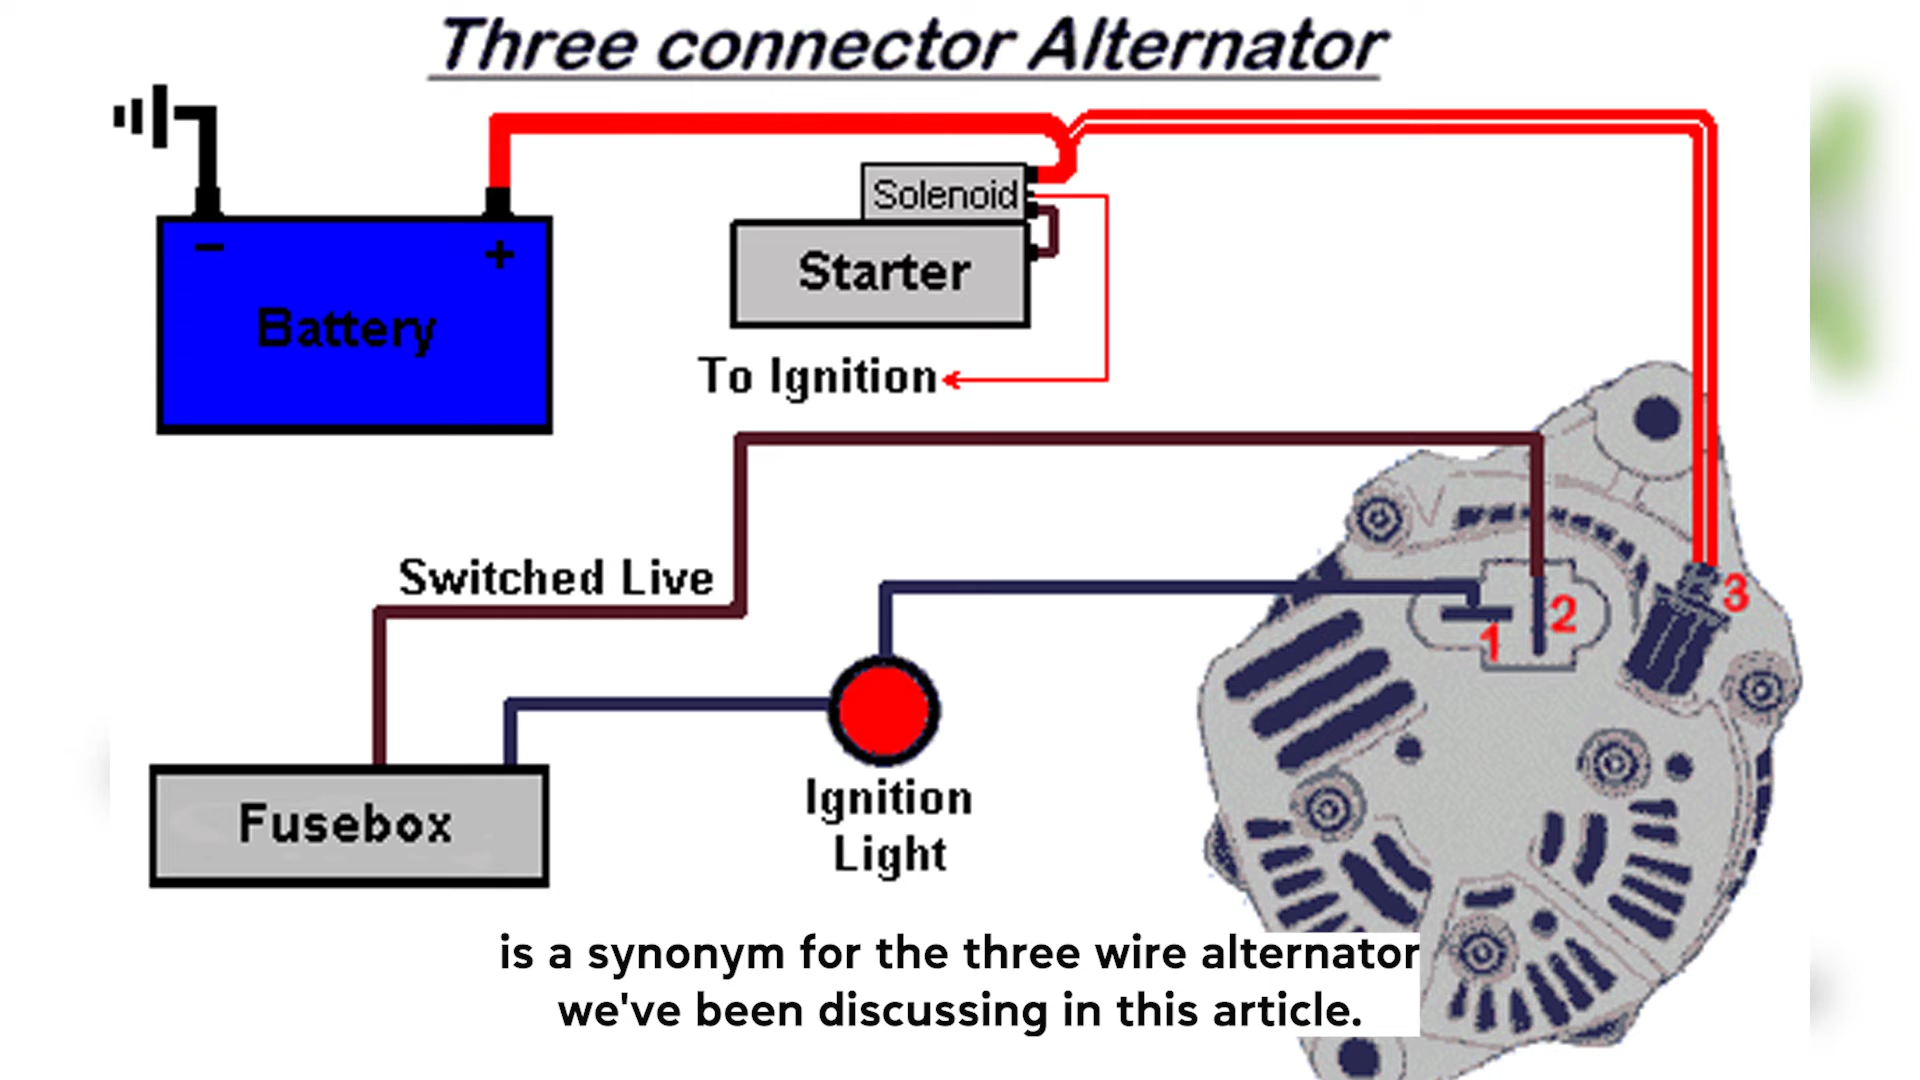 Three connector Alternator
Solenoid
Starter
− +
Battery
To Ignition
Switched Live
1 2 3
Ignition
Light
Fusebox
is a synonym for the three wire alternator
we've been discussing in this article.